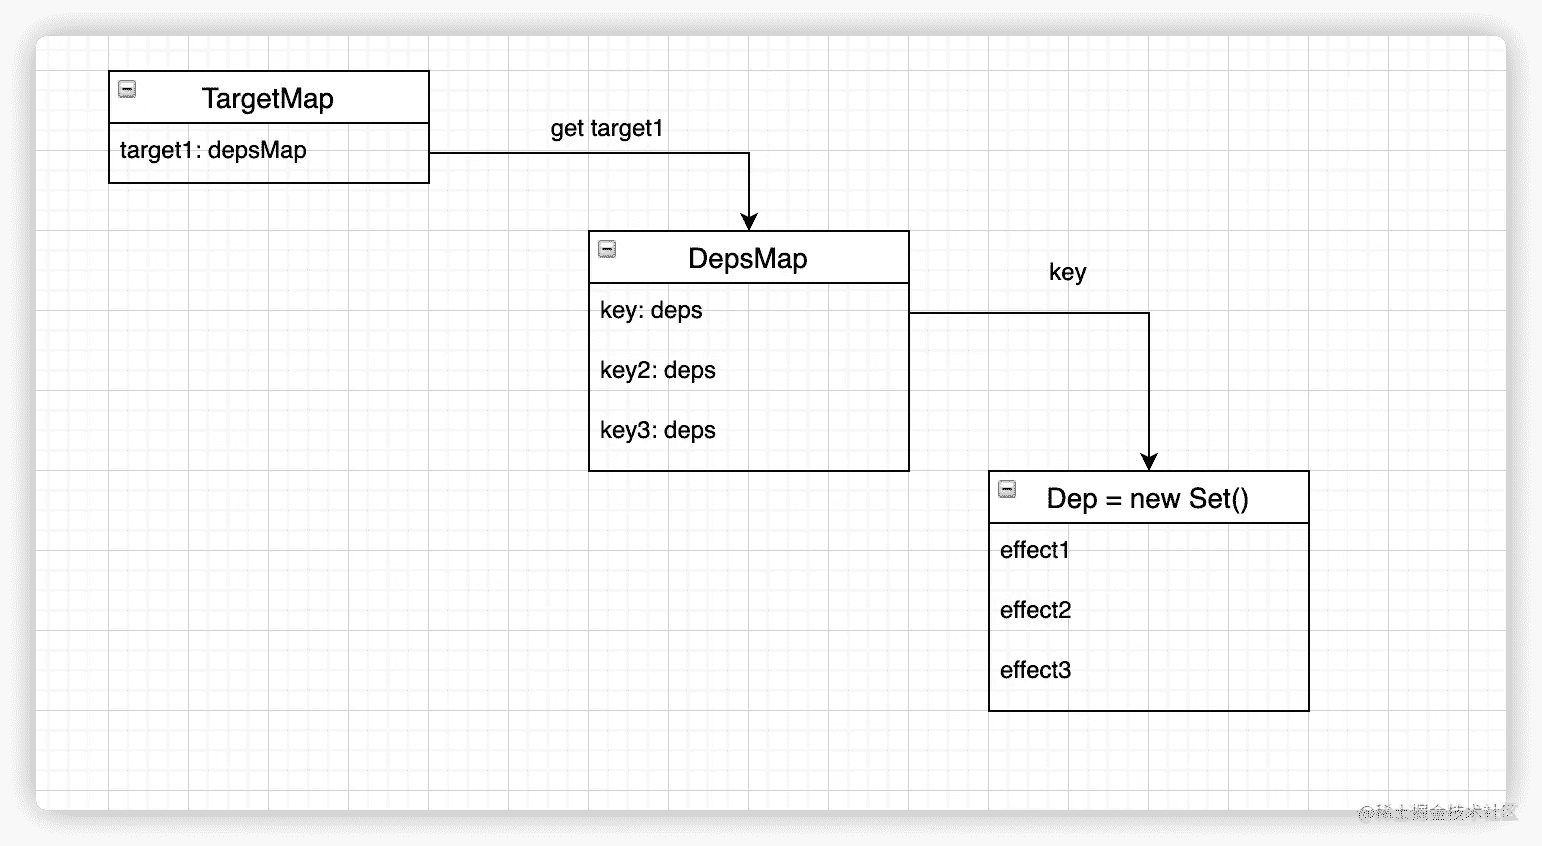 TargetMap
target1: depsMap
get target1
DepsMap
key: deps
key2: deps
key3: deps
key
Dep = new Set()
effect1
effect2
effect3
@稀土掘金技术社区